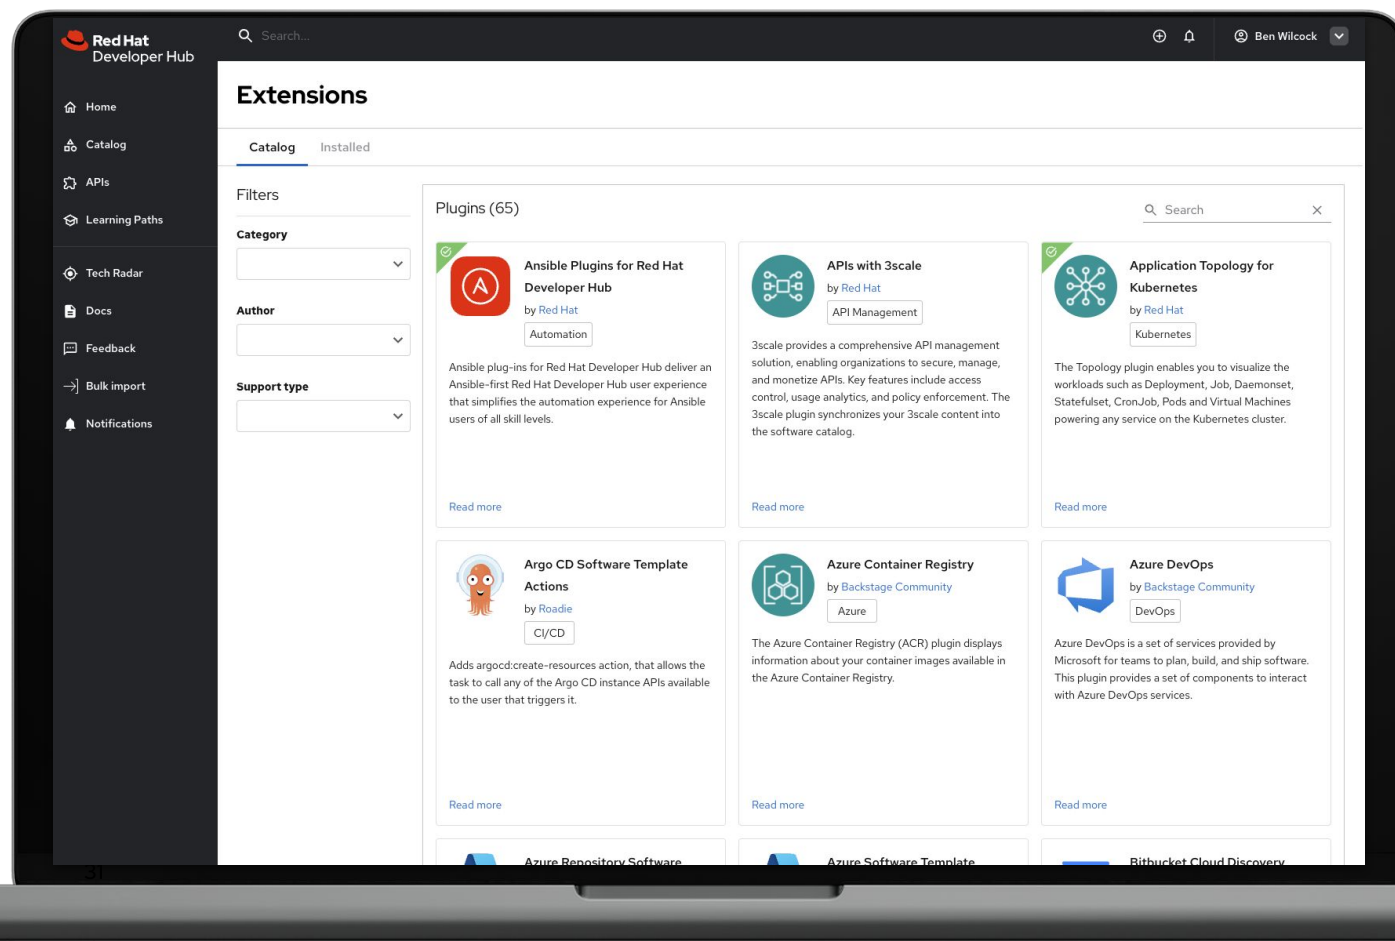 Red Hat
Developer Hub
Search...
Ben Wilcock
Home
Catalog
APIs
Learning Paths
Tech Radar
Docs
Feedback
Bulk import
Notifications
Extensions
Catalog
Installed
Filters
Category
Author
Support type
Plugins (65)
Search
Ansible Plugins for Red Hat
Developer Hub
by Red Hat
Automation
Ansible plug-ins for Red Hat Developer Hub deliver an
Ansible-first Red Hat Developer Hub user experience
that simplifies the automation experience for Ansible
users of all skill levels.
Read more
APIs with 3scale
by Red Hat
API Management
3scale provides a comprehensive API management
solution, enabling organizations to secure, manage,
and monetize APIs. Key features include access
control, usage analytics, and policy enforcement. The
3scale plugin synchronizes your 3scale content into
the software catalog.
Read more
Application Topology for
Kubernetes
by Red Hat
Kubernetes
The Topology plugin enables you to visualize the
workloads such as Deployment, Job, Daemonset,
Statefulset, CronJob, Pods and Virtual Machines
powering any service on the Kubernetes cluster.
Read more
Argo CD Software Template
Actions
by Roadie
CI/CD
Adds argocd:create-resources action, that allows the
task to call any of the Argo CD instance APIs available
to the user that triggers it.
Read more
Azure Container Registry
by Backstage Community
Azure
The Azure Container Registry (ACR) plugin displays
information about your container images available in
the Azure Container Registry.
Read more
Azure DevOps
by Backstage Community
DevOps
Azure DevOps is a set of services provided by
Microsoft for teams to plan, build, and ship software.
This plugin provides a set of components to interact
with Azure DevOps services.
Read more
Azure Repository Software
Azure Software Template
Bitbucket Cloud Discovery
31